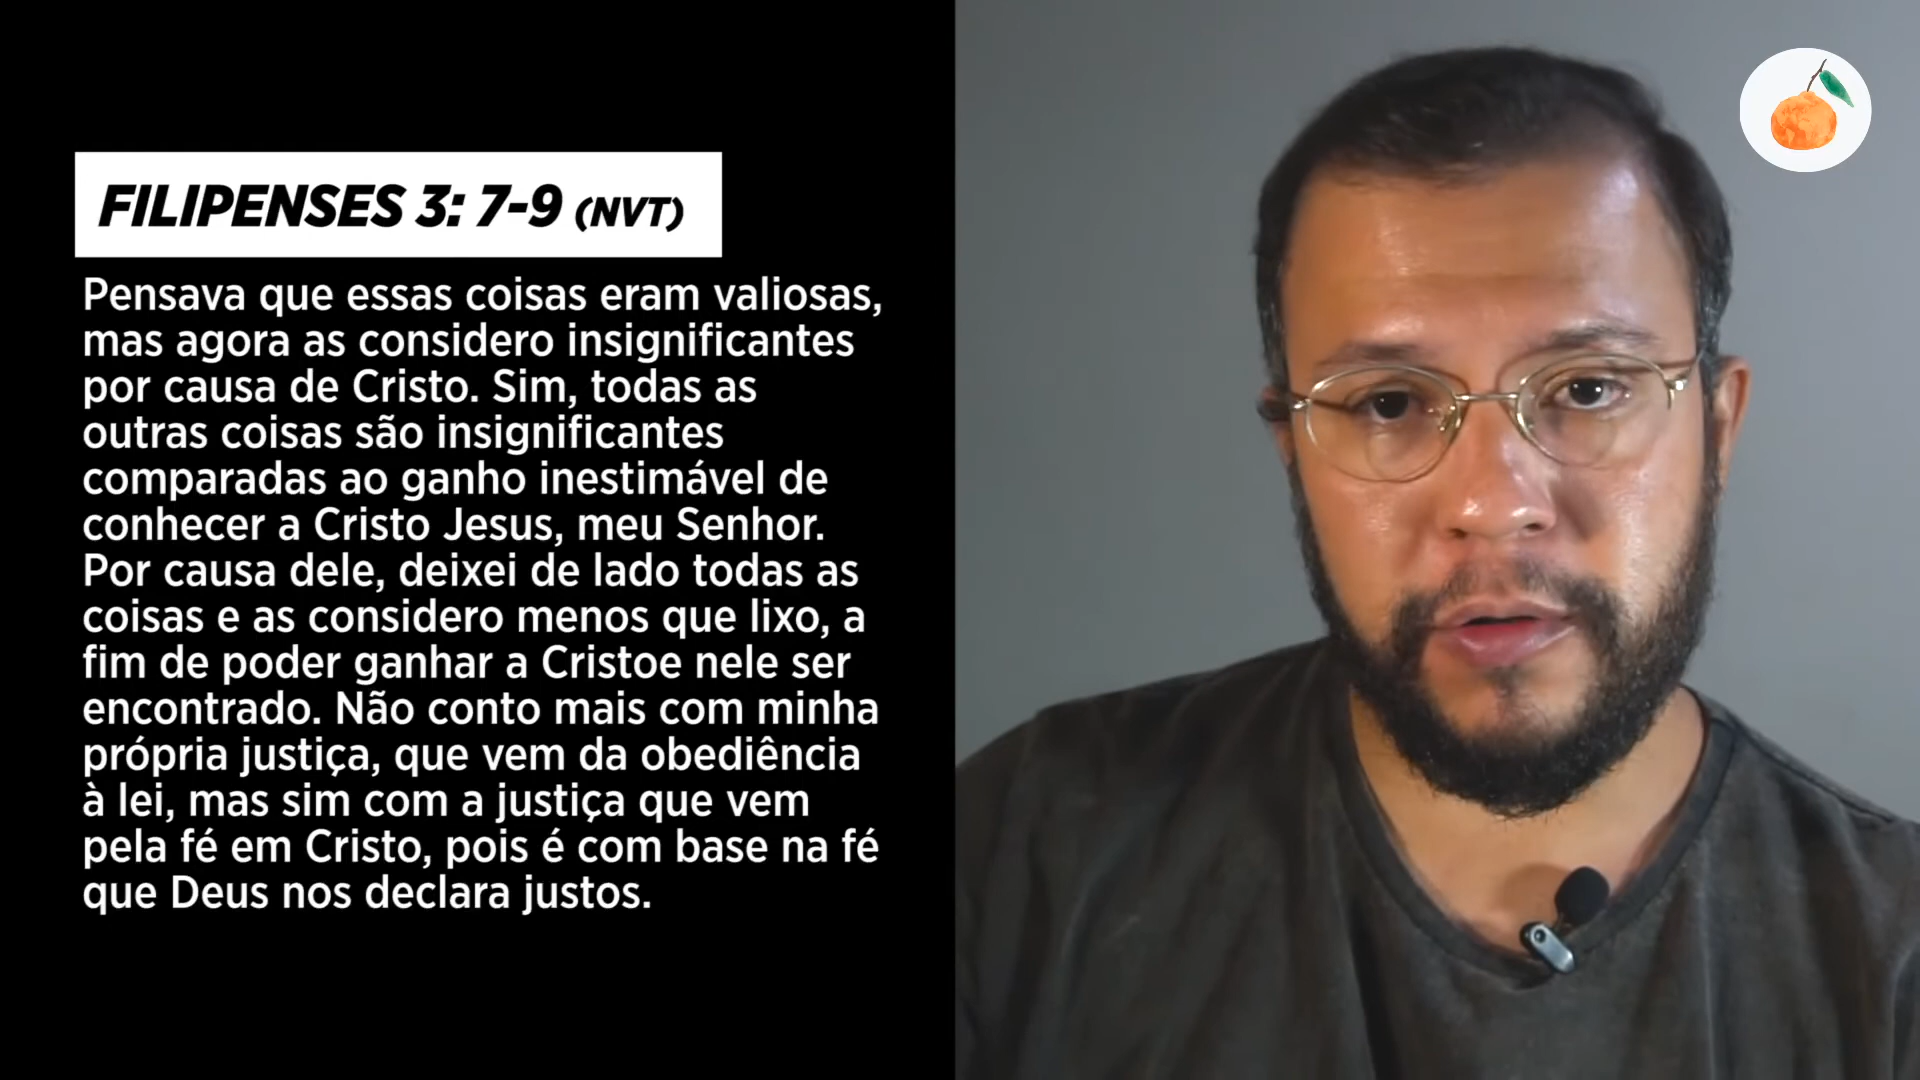 FILIPENSES 3: 7-9 (NVT)
Pensava que essas coisas eram valiosas,
mas agora as considero insignificantes
por causa de Cristo. Sim, todas as
outras coisas são insignificantes
comparadas ao ganho inestimável de
conhecer a Cristo Jesus, meu Senhor.
Por causa dele, deixei de lado todas as
coisas e as considero menos que lixo, a
fim de poder ganhar a Cristoe nele ser
encontrado. Não conto mais com minha
própria justiça, que vem da obediência
à lei, mas sim com a justiça que vem
pela fé em Cristo, pois é com base na fé
que Deus nos declara justos.